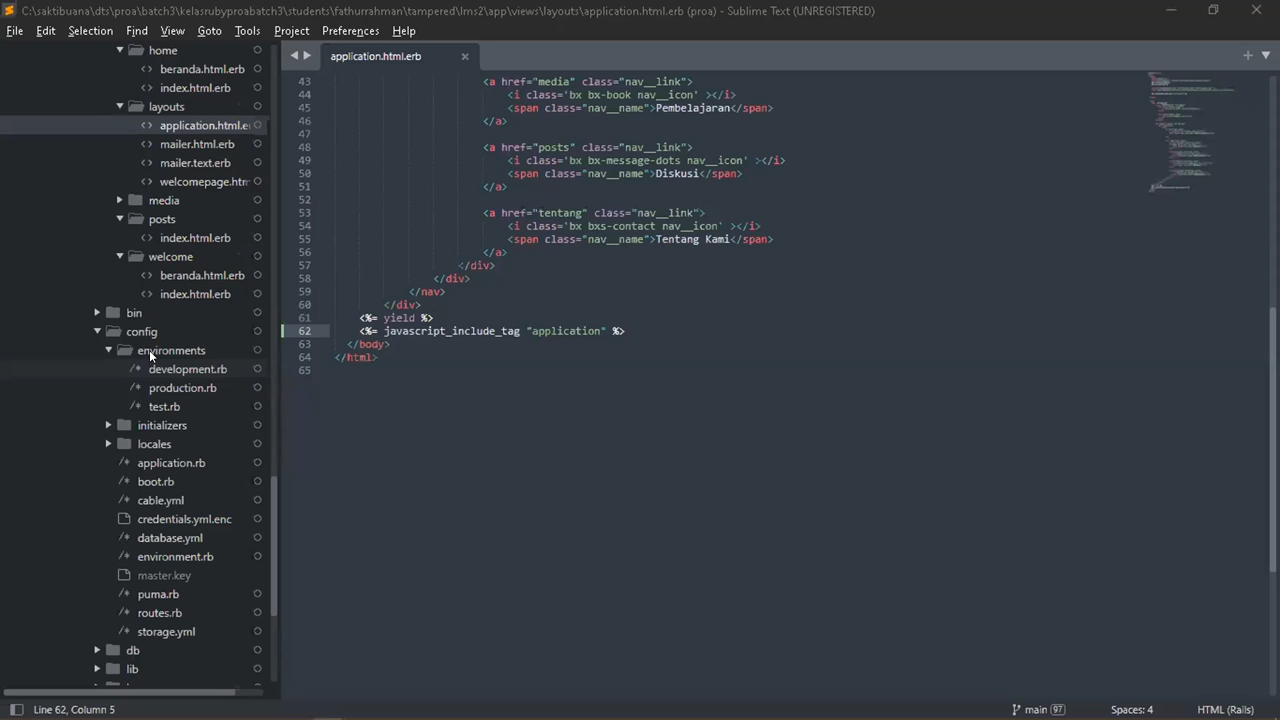 C:\saktibuana\dts\proa\batch3\kelasrubyproabatch3\students\fathurrahman\tampered\lms2\app\views\layouts\application.html.erb (proa) - Sublime Text (UNREGISTERED)
File Edit Selection Find View Goto Tools Project Preferences Help
home
beranda.html.erb
index.html.erb
layouts
application.html.e
mailer.html.erb
mailer.text.erb
welcomepage.htm
media
posts
index.html.erb
welcome
beranda.html.erb
index.html.erb
bin
config
environments
development.rb
production.rb
test.rb
initializers
locales
application.rb
boot.rb
cable.yml
credentials.yml.enc
database.yml
environment.rb
master.key
puma.rb
routes.rb
storage.yml
db
lib
application.html.erb
43 <a href="media" class="nav__link">
44 <i class='bx bx-book nav__icon' ></i>
45 <span class="nav__name">Pembelajaran</span>
46 </a>
47
48 <a href="posts" class="nav__link">
49 <i class='bx bx-message-dots nav__icon' ></i>
50 <span class="nav__name">Diskusi</span>
51 </a>
52
53 <a href="tentang" class="nav__link">
54 <i class='bx bxs-contact nav__icon' ></i>
55 <span class="nav__name">Tentang Kami</span>
56 </a>
57 </div>
58 </div>
59 </nav>
60 </div>
61 <%= yield %>
62 <%= javascript_include_tag "application" %>
63 </body>
64 </html>
65
Line 62, Column 5 main 97 Spaces: 4 HTML (Rails)